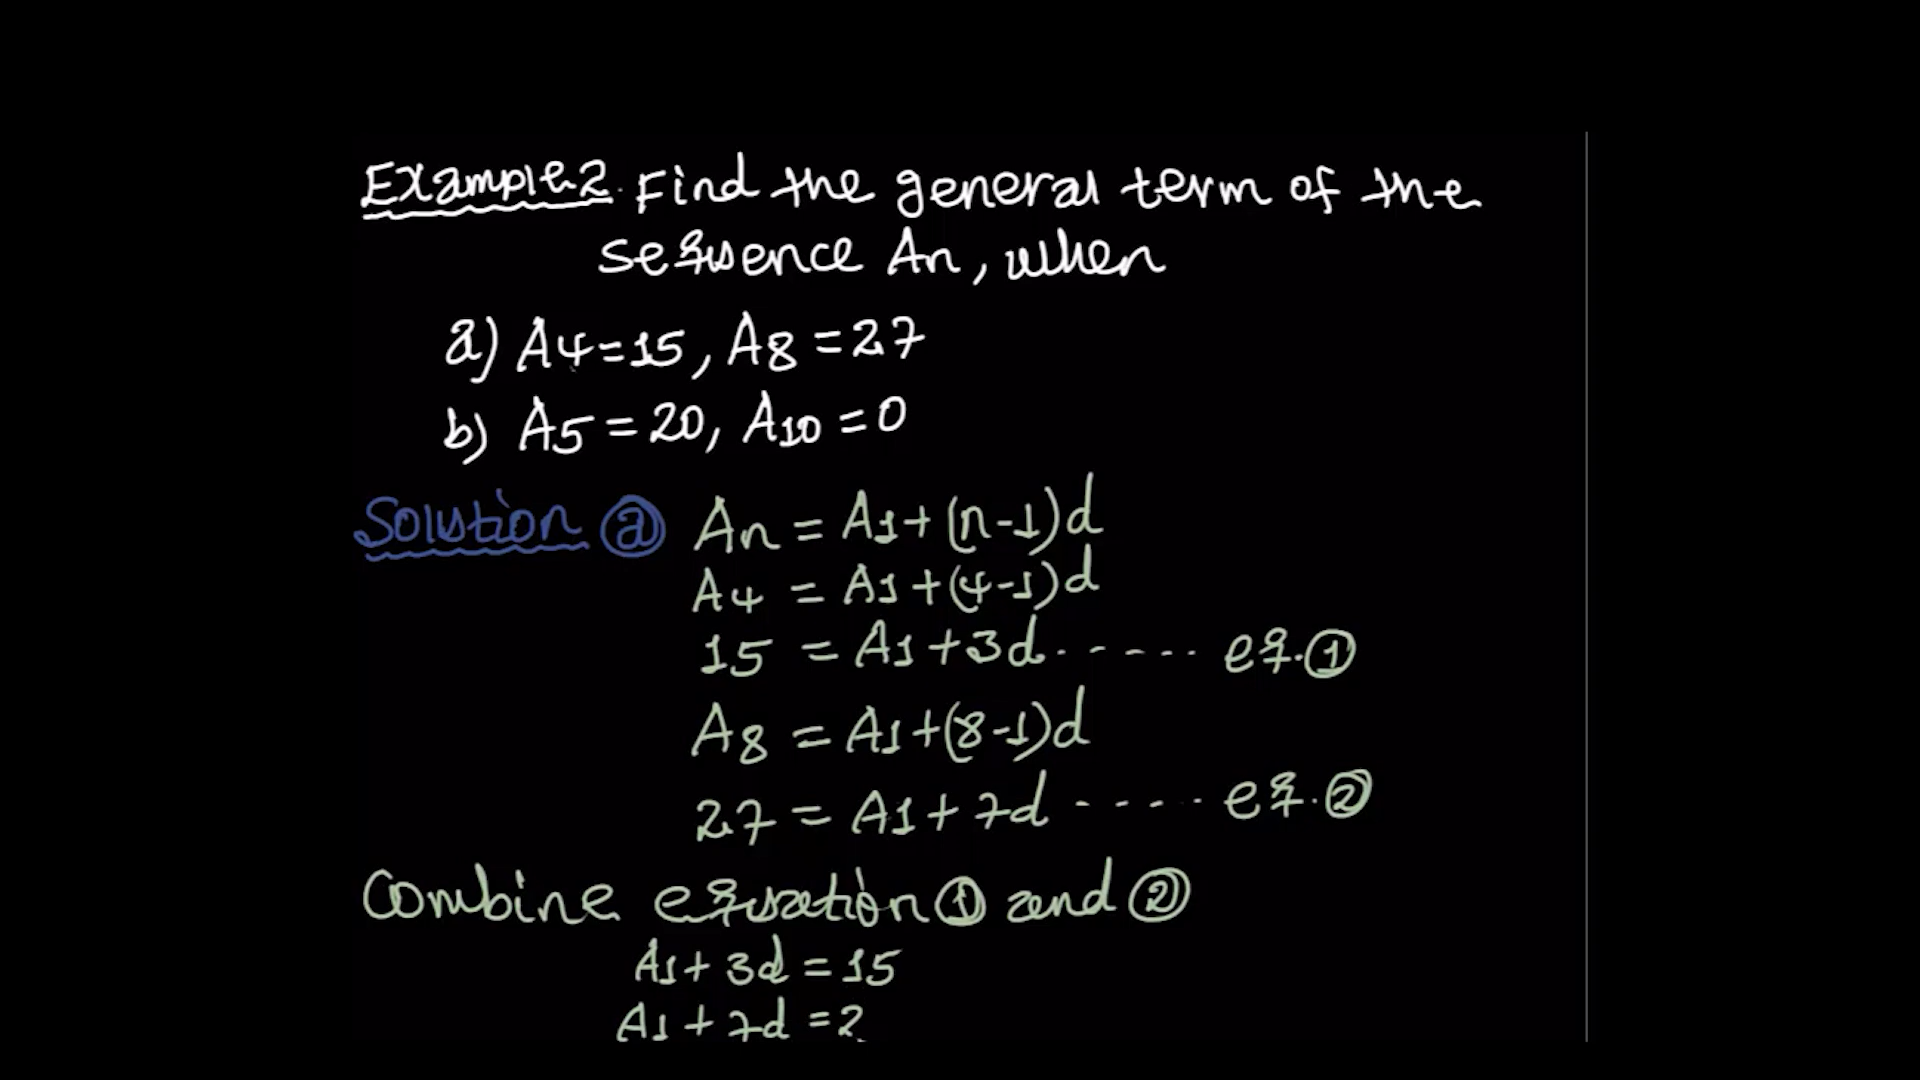 Example 2. Find the general term of the
sequence An, when
a) A4=15, A8=27
b) A5=20, A10=0
Solution ⓐ An = A1+(n-1)d
A4 = A1+(4-1)d
15 = A1+3d------ eq.①
A8 = A1+(8-1)d
27 = A1+7d ----- eq.②
Combine equation ① and ②
A1+3d=15
A1+7d=2